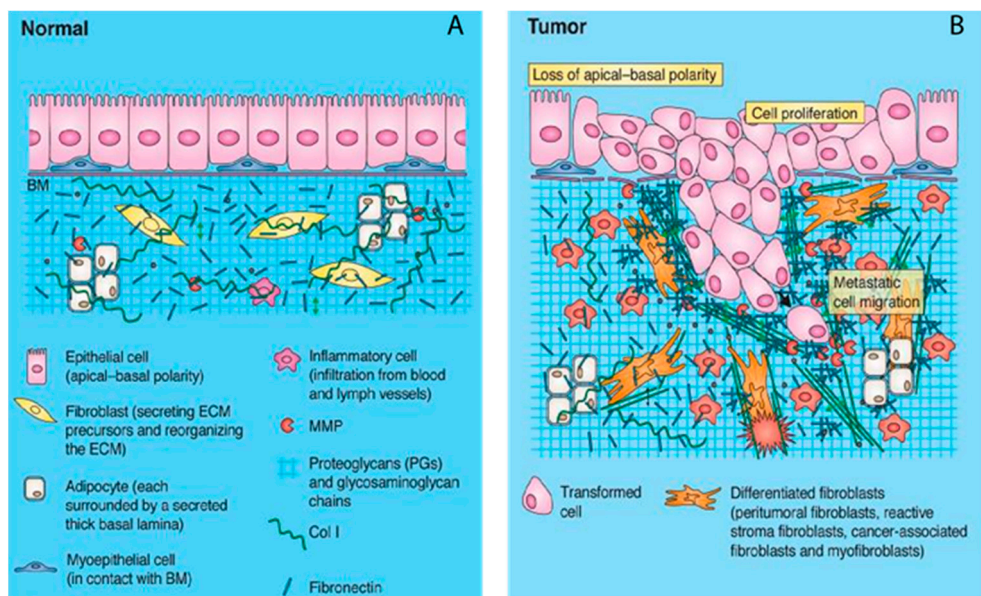 Normal
A
BM
Epithelial cell
(apical–basal polarity)
Fibroblast (secreting ECM
precursors and reorganizing
the ECM)
Adipocyte (each
surrounded by a secreted
thick basal lamina)
Myoepithelial cell
(in contact with BM)
Inflammatory cell
(infiltration from blood
and lymph vessels)
MMP
Proteoglycans (PGs)
and glycosaminoglycan
chains
Col I
Fibronectin
Tumor
B
Loss of apical–basal polarity
Cell proliferation
Metastatic
cell migration
Transformed
cell
Differentiated fibroblasts
(peritumoral fibroblasts, reactive
stroma fibroblasts, cancer-associated
fibroblasts and myofibroblasts)